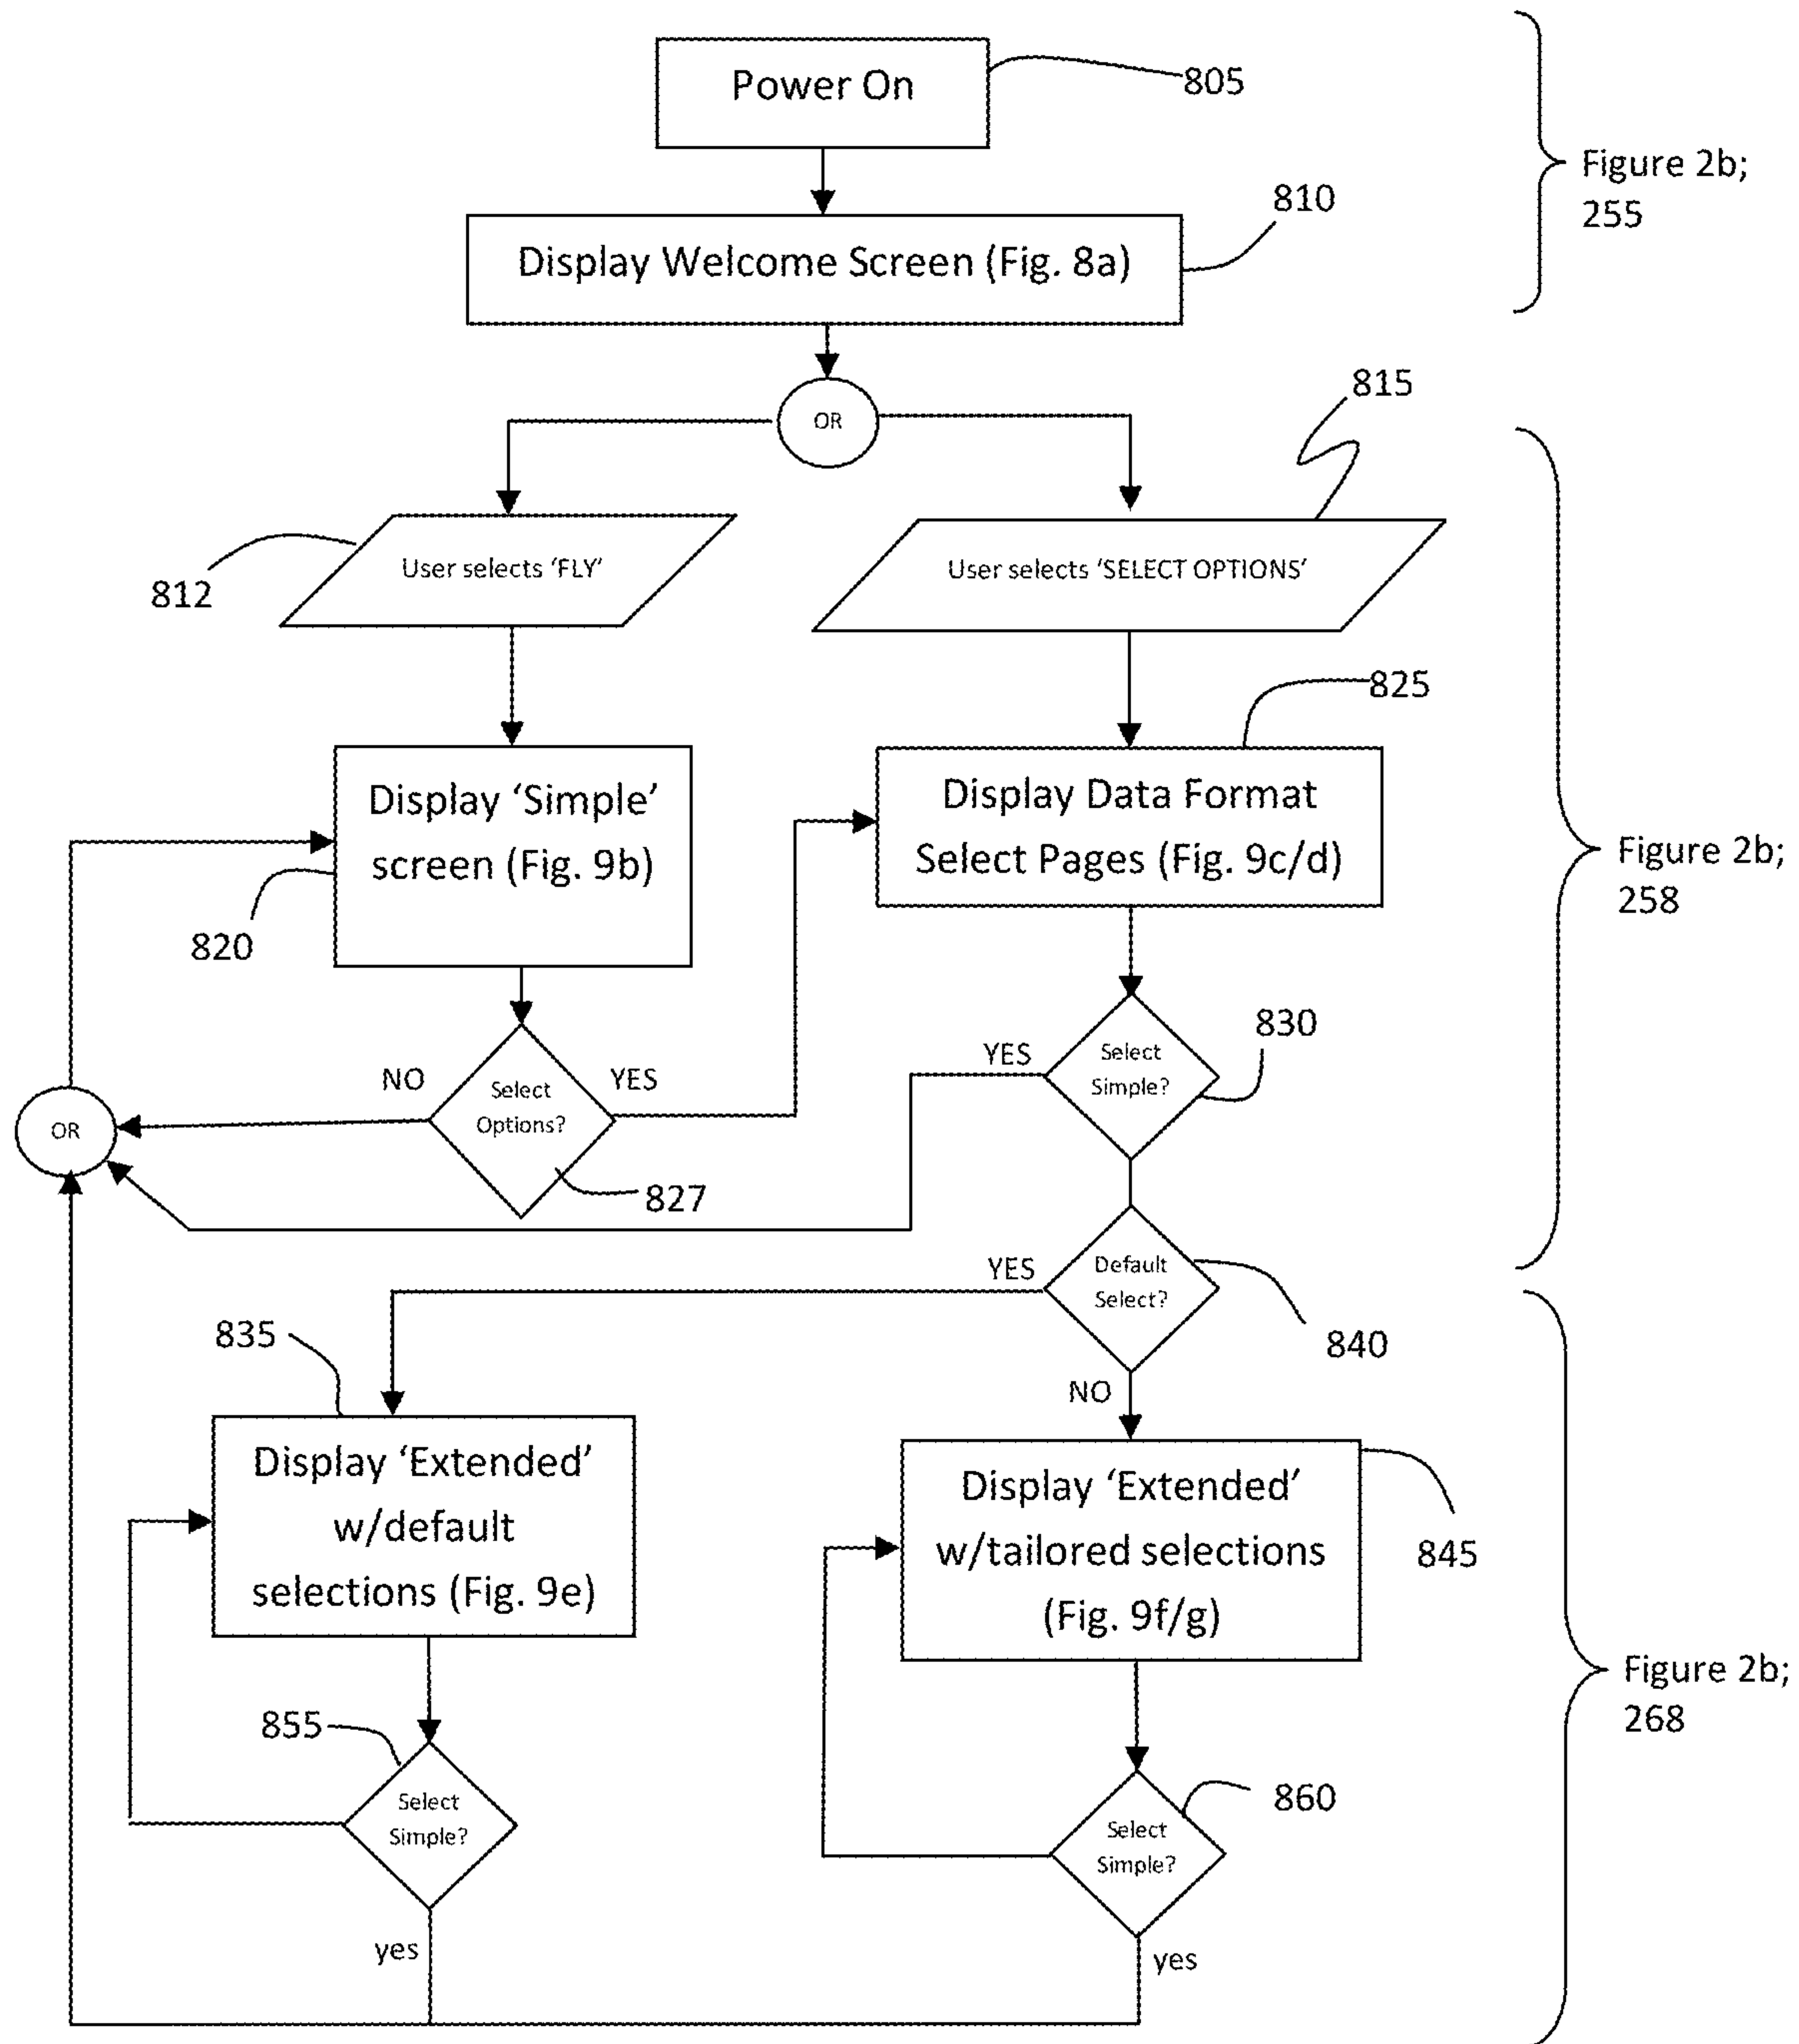 Power On
805
Figure 2b;
255
810
Display Welcome Screen (Fig. 8a)
OR
815
812
User selects ‘FLY’
User selects ‘SELECT OPTIONS’
825
Display ‘Simple’
screen (Fig. 9b)
820
Display Data Format
Select Pages (Fig. 9c/d)
Figure 2b;
258
830
YES
Select
Simple?
NO
Select
Options?
YES
OR
827
YES
Default
Select?
840
835
NO
Display ‘Extended’
w/default
selections (Fig. 9e)
Display ‘Extended’
w/tailored selections
(Fig. 9f/g)
845
Figure 2b;
268
855
Select
Simple?
860
Select
Simple?
yes
yes